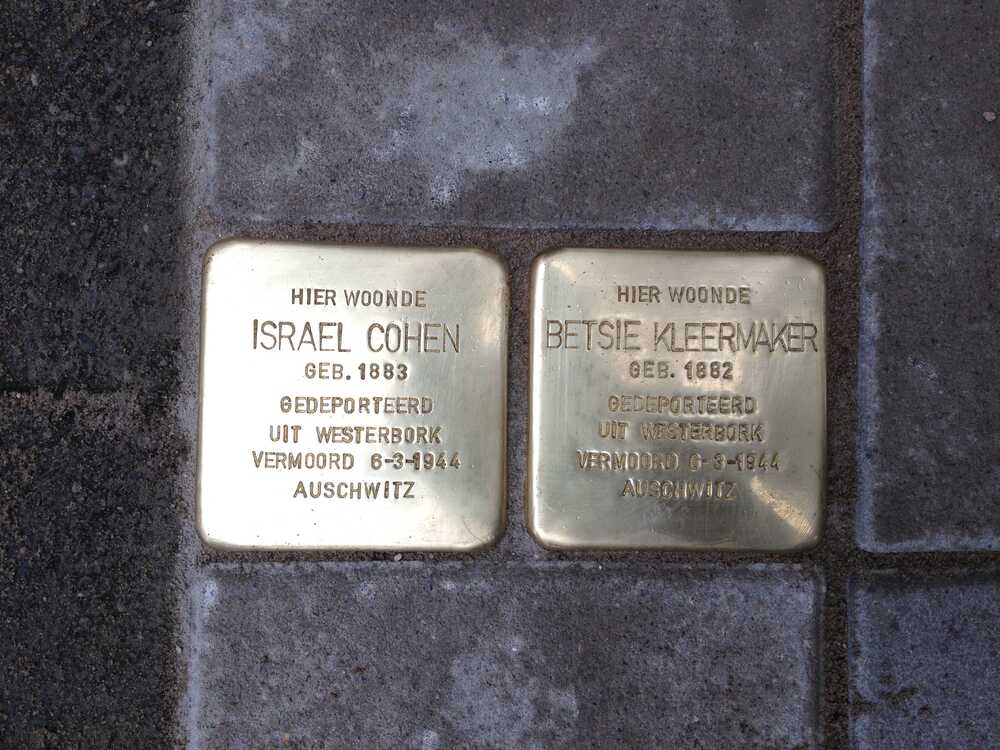 HIER WOONDE
ISRAEL COHEN
GEB. 1883
GEDEPORTEERD
UIT WESTERBORK
VERMOORD 6-3-1944
AUSCHWITZ
HIER WOONDE
BETSIE KLEERMAKER
GEB. 1882
GEDEPORTEERD
UIT WESTERBORK
VERMOORD 6-3-1944
AUSCHWITZ